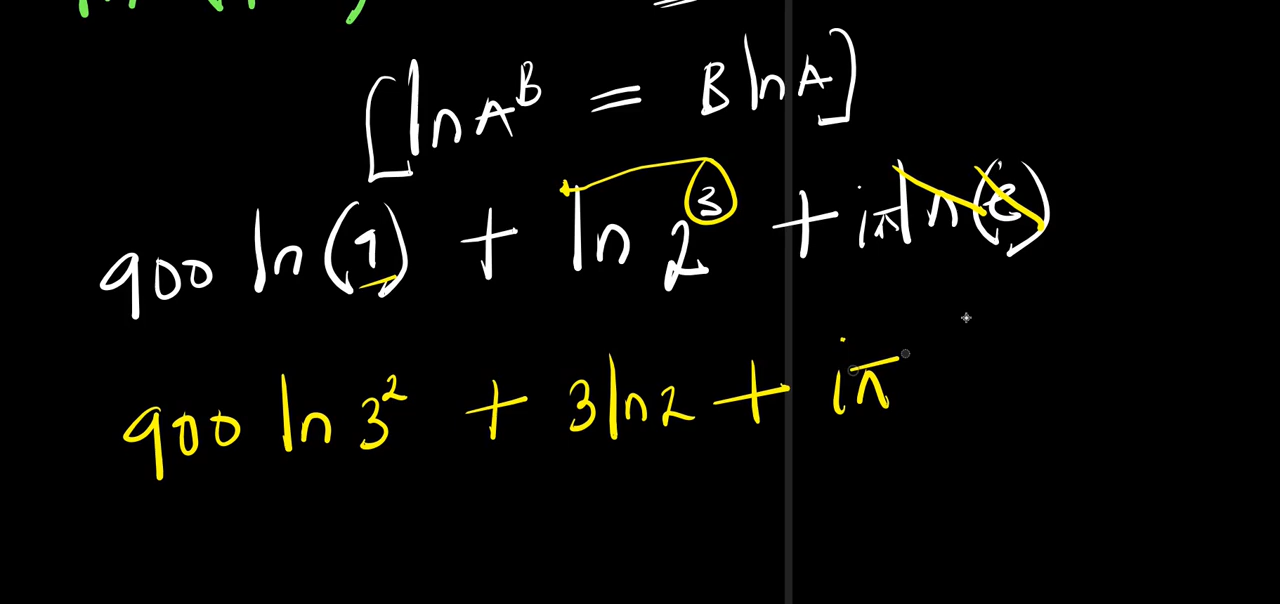 [ln A^B = B ln A]
900 ln(9) + ln 2^3 + iπ ln(e)
900 ln 3^2 + 3 ln 2 + iπ